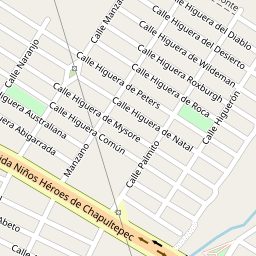 Calle Higuera del Diablo
Calle Naranjo
Calle Manzano
Calle Higuera del Desierto
Calle Higuera de Wildeman
Calle Higuera Roxburgh
Calle Higuera de Peters
Calle Higuera de Roca
Calle Higuera de Mysore
Calle Higuera de Natal
Calle Higuerón
Higuera Australiana
Calle Higuera Común
Higuera Abigarrada
Manzano
Calle Palmito
Niños Héroes de Chapultepec
Abeto